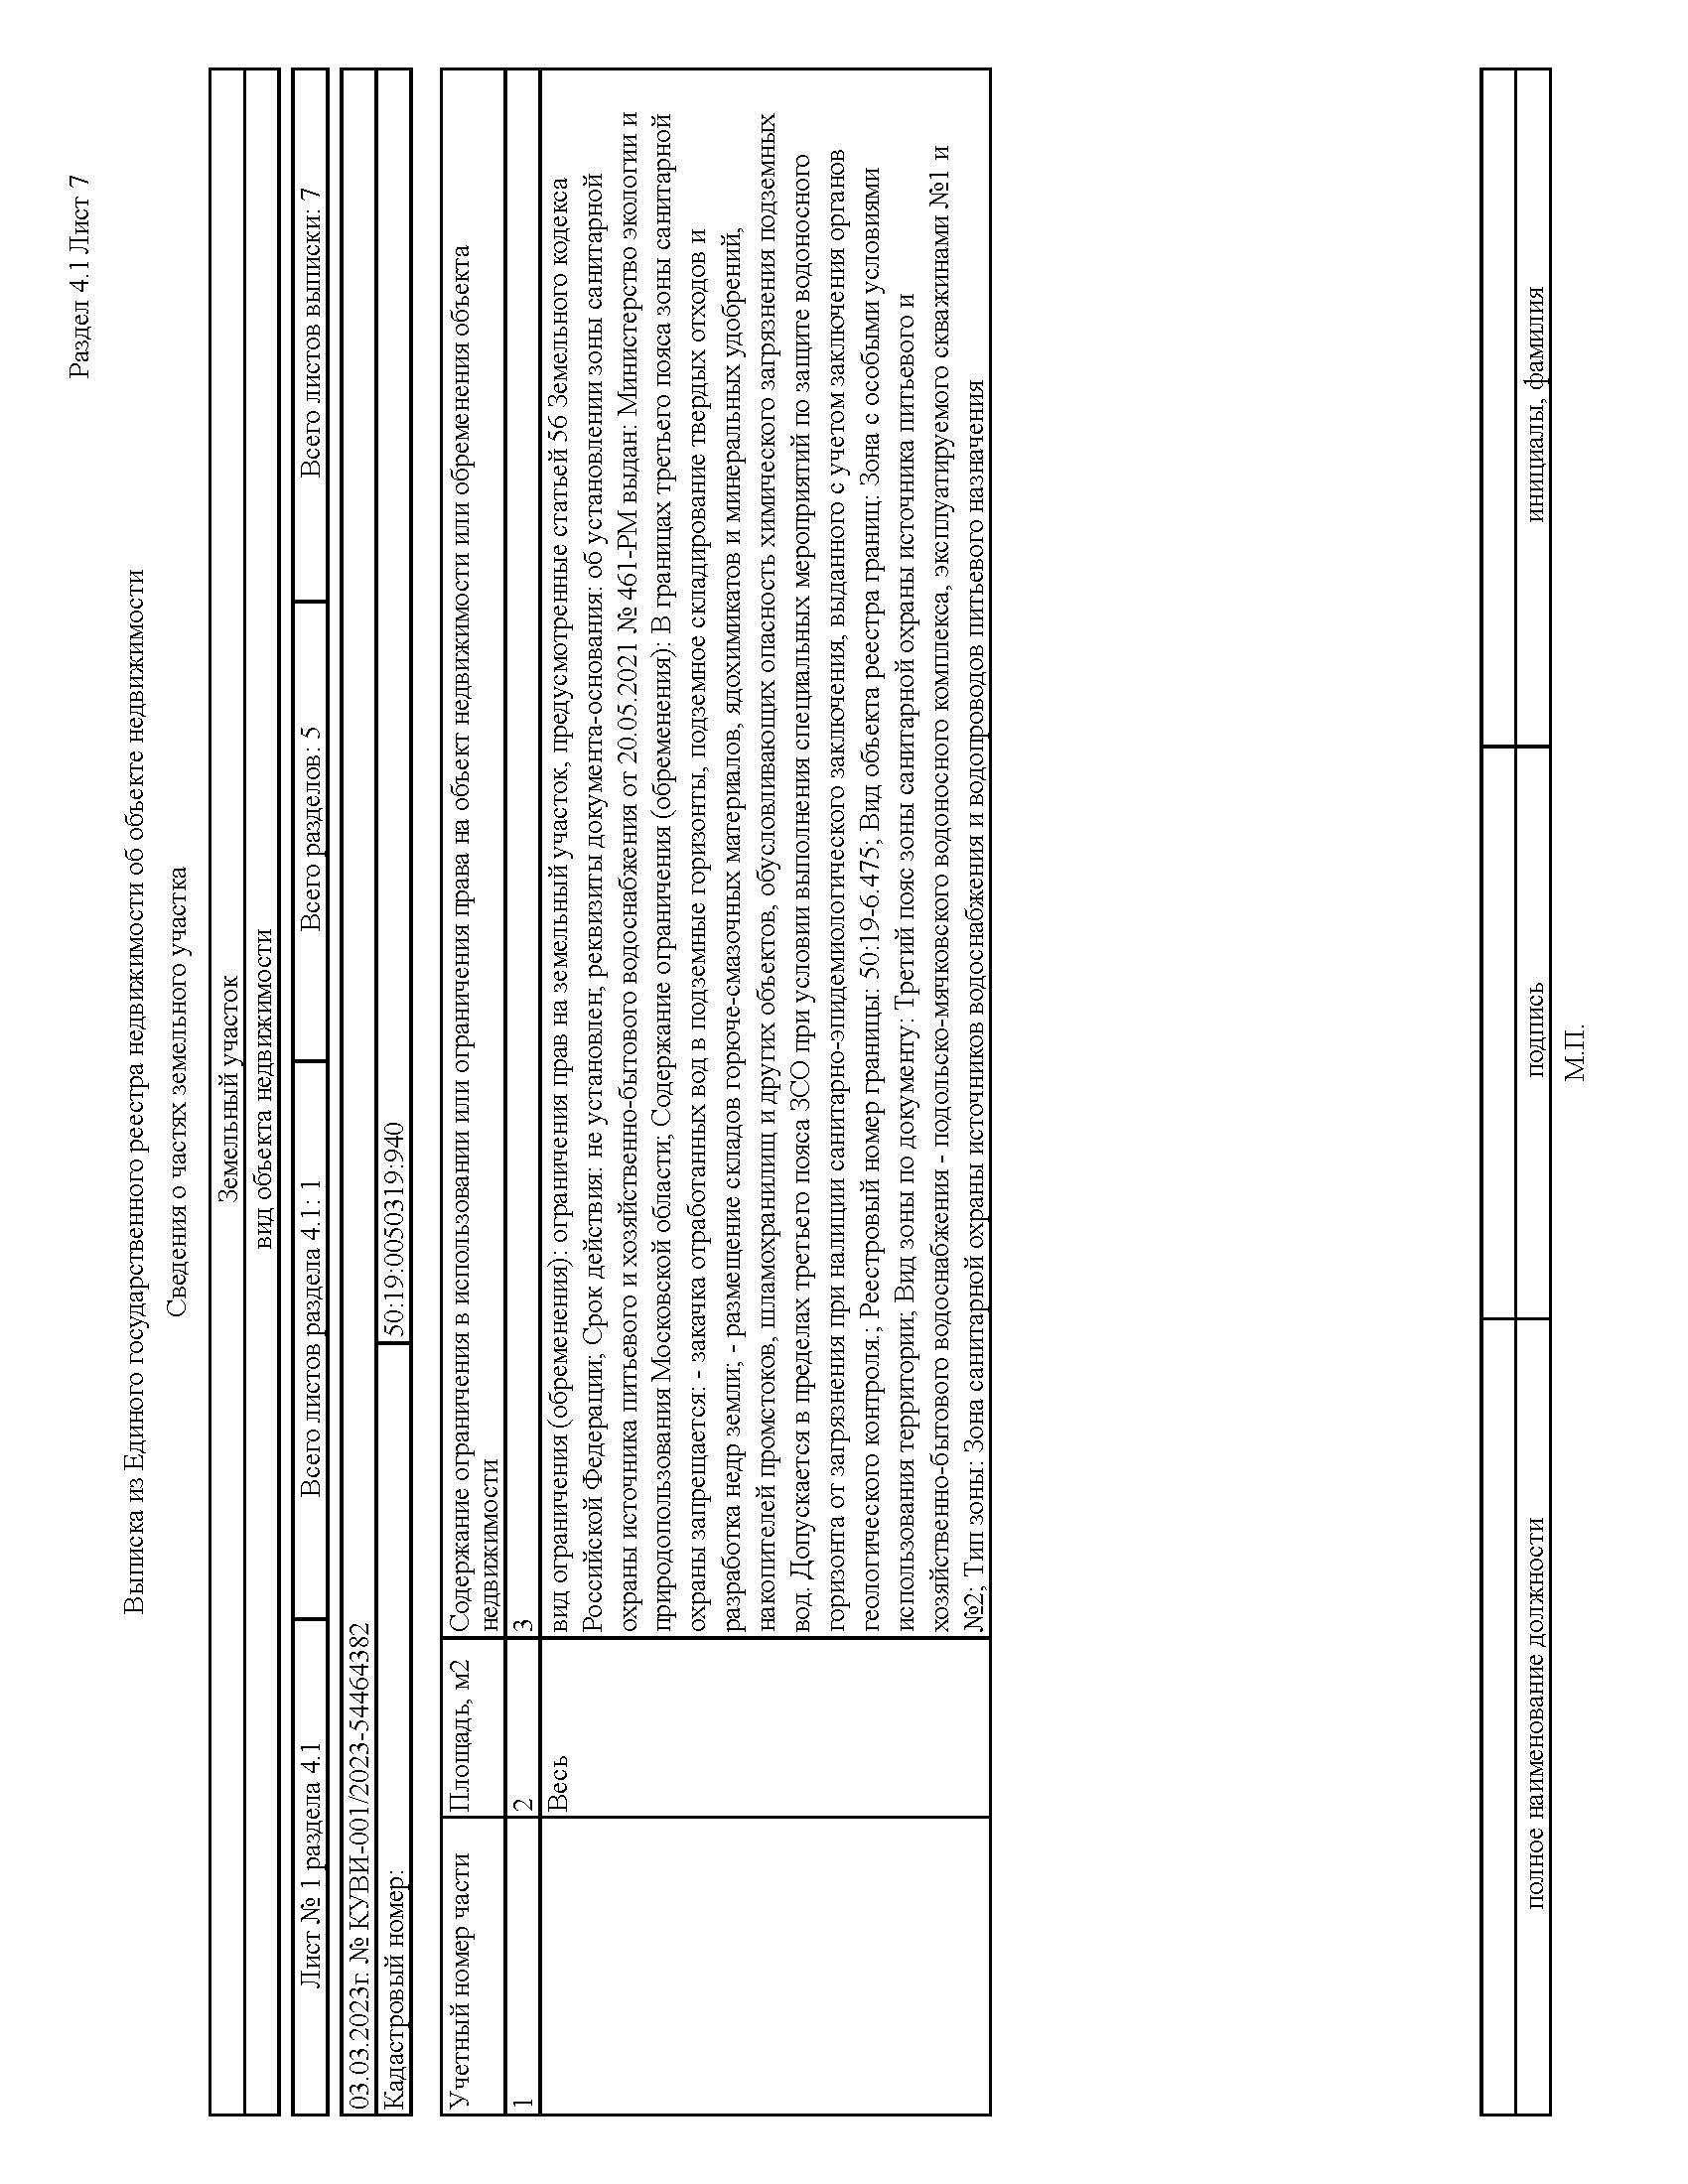 Раздел 4.1 Лист 7
Выписка из Единого государственного реестра недвижимости об объекте недвижимости
Сведения о частях земельного участка
Земельный участок
вид объекта недвижимости
Лист № 1 раздела 4.1
Всего листов раздела 4.1: 1
Всего разделов: 5
Всего листов выписки: 7
03.03.2023г. № КУВИ-001/2023-54464382
Кадастровый номер:
50:19:0050319:940
Учетный номер части
Площадь, м2
Содержание ограничения в использовании или ограничения права на объект недвижимости или обременения объекта
недвижимости
1
2
3
Весь
вид ограничения (обременения): ограничения прав на земельный участок, предусмотренные статьей 56 Земельного кодекса
Российской Федерации; Срок действия: не установлен; реквизиты документа-основания: об установлении зоны санитарной
охраны источника питьевого и хозяйственно-бытового водоснабжения от 20.05.2021 № 461-РМ выдан: Министерство экологии и
природопользования Московской области; Содержание ограничения (обременения): В границах третьего пояса зоны санитарной
охраны запрещается: - закачка отработанных вод в подземные горизонты, подземное складирование твердых отходов и
разработка недр земли; - размещение складов горюче-смазочных материалов, ядохимикатов и минеральных удобрений,
накопителей промстоков, шламохранилищ и других объектов, обусловливающих опасность химического загрязнения подземных
вод. Допускается в пределах третьего пояса ЗСО при условии выполнения специальных мероприятий по защите водоносного
горизонта от загрязнения при налиции санитарно-эпидемиологического заключения, выданного с учетом заключения органов
геологического контроля.; Реестровый номер границы: 50:19-6.475; Вид объекта реестра границ: Зона с особыми условиями
использования территории; Вид зоны по документу: Третий пояс зоны санитарной охраны источника питьевого и
хозяйственно-бытового водоснабжения - подольско-мячковского водоносного комплекса, эксплуатируемого скважинами №1 и
№2; Тип зоны: Зона санитарной охраны источников водоснабжения и водопроводов питьевого назначения
полное наименование должности
подпись
инициалы, фамилия
М.П.